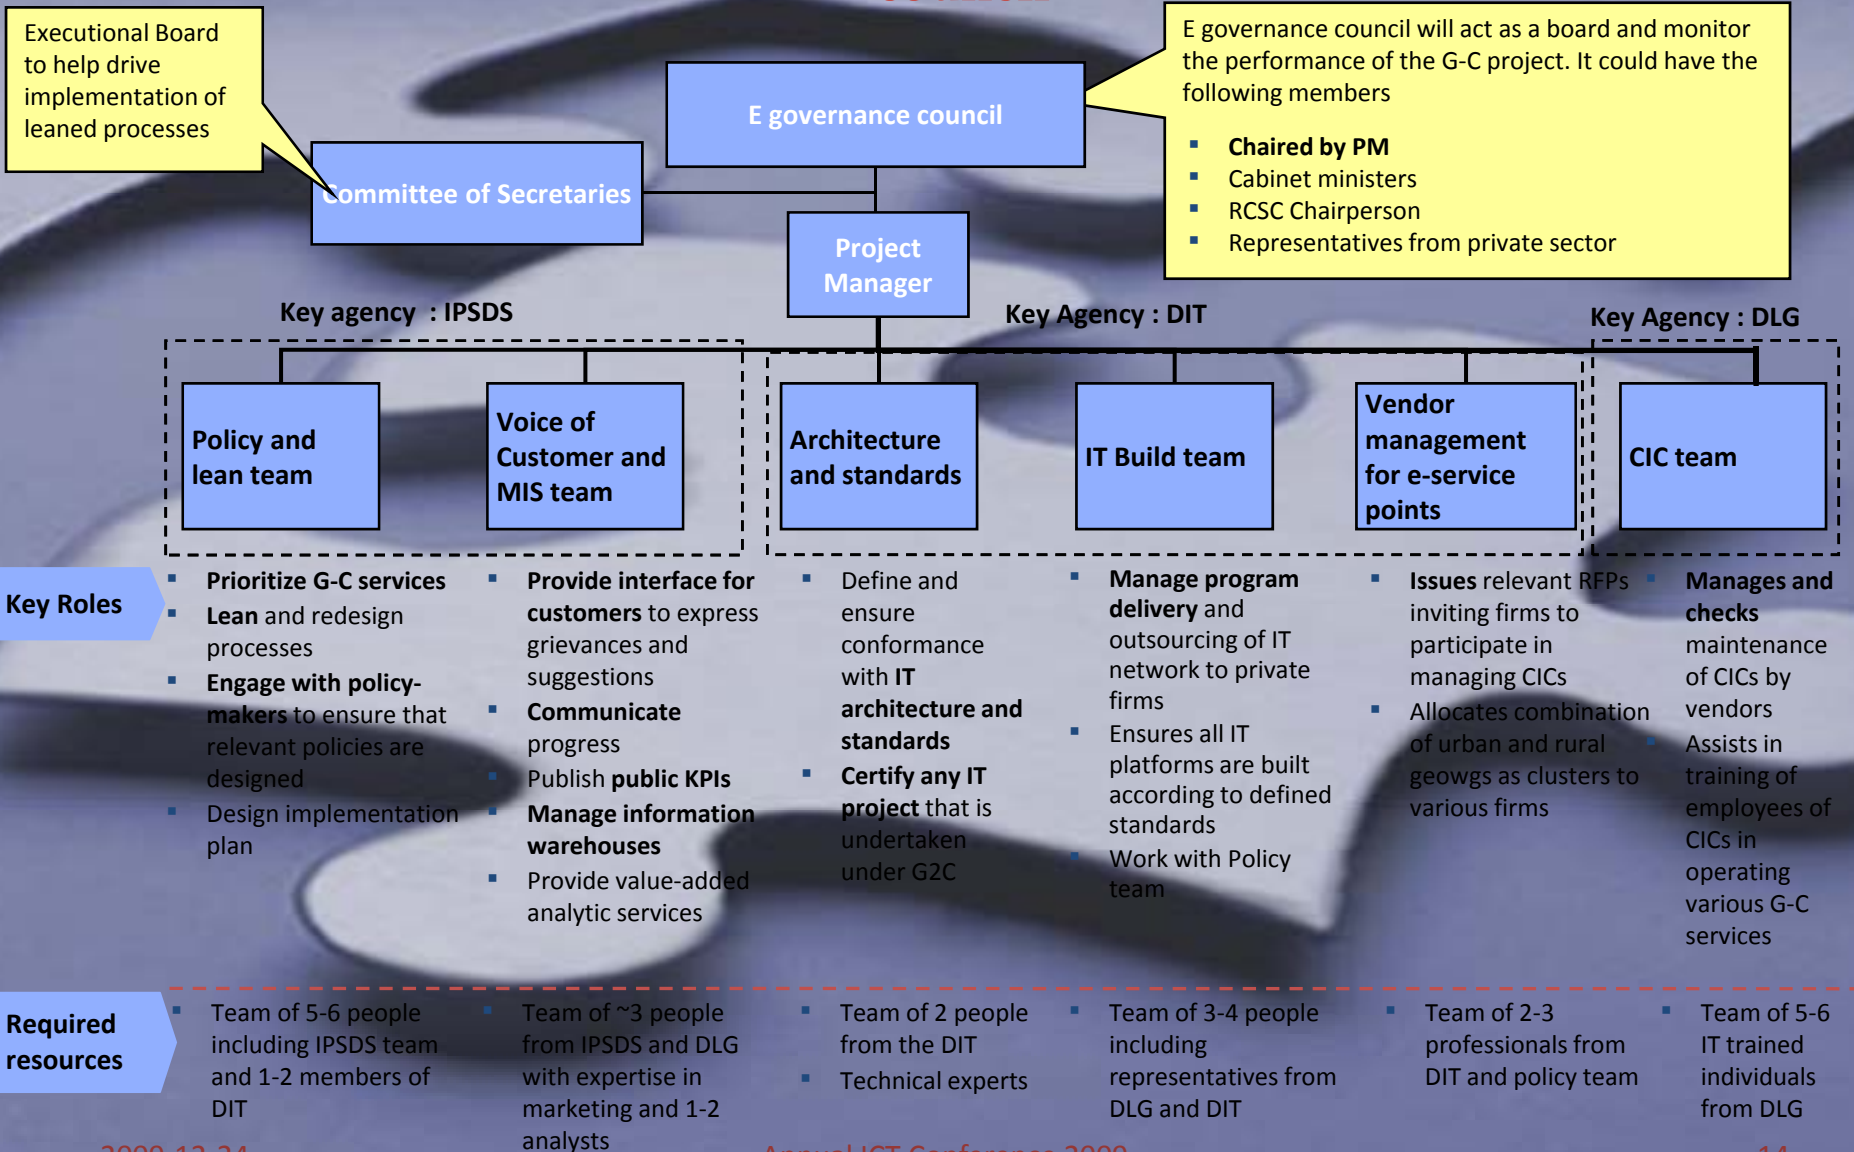 Executional Board
to help drive
implementation of
leaned processes
E governance council
E governance council will act as a board and monitor
the performance of the G-C project. It could have the
following members
▪ Chaired by PM
▪ Cabinet ministers
▪ RCSC Chairperson
▪ Representatives from private sector
Committee of Secretaries
Project
Manager
Key agency : IPSDS
Key Agency : DIT
Key Agency : DLG
Policy and
lean team
Voice of
Customer and
MIS team
Architecture
and standards
IT Build team
Vendor
management
for e-service
points
CIC team
Key Roles
▪ Prioritize G-C services
▪ Lean and redesign
processes
▪ Engage with policy-
makers to ensure that
relevant policies are
designed
▪ Design implementation
plan
▪ Provide interface for
customers to express
grievances and
suggestions
▪ Communicate
progress
▪ Publish public KPIs
▪ Manage information
warehouses
▪ Provide value-added
analytic services
▪ Define and
ensure
conformance
with IT
architecture and
standards
▪ Certify any IT
project that is
undertaken
under G2C
▪ Manage program
delivery and
outsourcing of IT
network to private
firms
▪ Ensures all IT
platforms are built
according to defined
standards
▪ Work with Policy
team
▪ Issues relevant RFPs
inviting firms to
participate in
managing CICs
▪ Allocates combination
of urban and rural
geowgs as clusters to
various firms
▪ Manages and
checks
maintenance
of CICs by
vendors
▪ Assists in
training of
employees of
CICs in
operating
various G-C
services
Required
resources
▪ Team of 5-6 people
including IPSDS team
and 1-2 members of
DIT
▪ Team of ~3 people
from IPSDS and DLG
with expertise in
marketing and 1-2
analysts
▪ Team of 2 people
from the DIT
▪ Technical experts
▪ Team of 3-4 people
including
representatives from
DLG and DIT
▪ Team of 2-3
professionals from
DIT and policy team
▪ Team of 5-6
IT trained
individuals
from DLG
Annual ICT Conference 2009
14